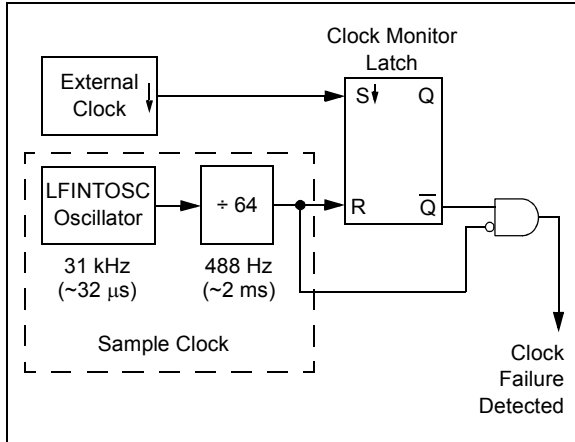 Clock Monitor
Latch
External
Clock
S
Q
LFINTOSC
Oscillator
÷ 64
R
Q̅
31 kHz
(~32 μs)
488 Hz
(~2 ms)
Sample Clock
Clock
Failure
Detected